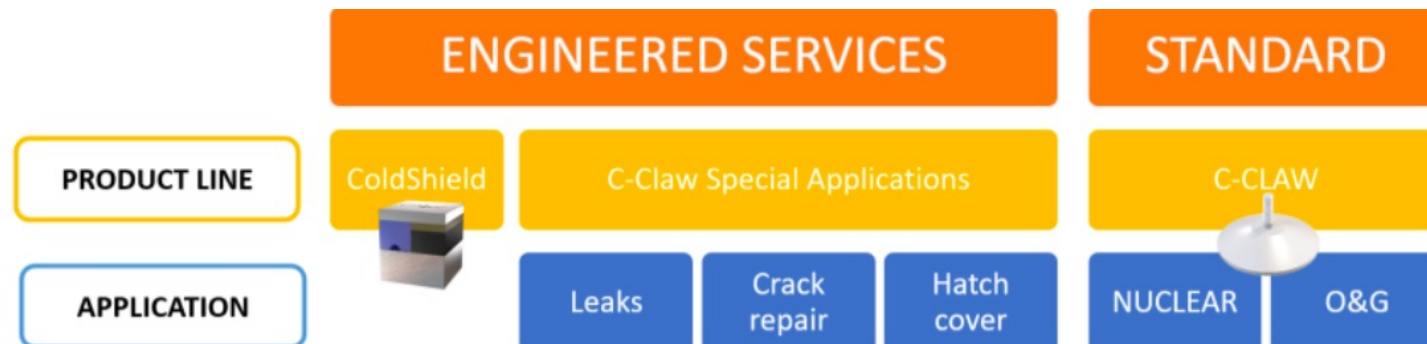 ENGINEERED SERVICES
STANDARD
PRODUCT LINE
ColdShield
C-Claw Special Applications
C-CLAW
APPLICATION
Leaks
Crack
repair
Hatch
cover
NUCLEAR
O&G